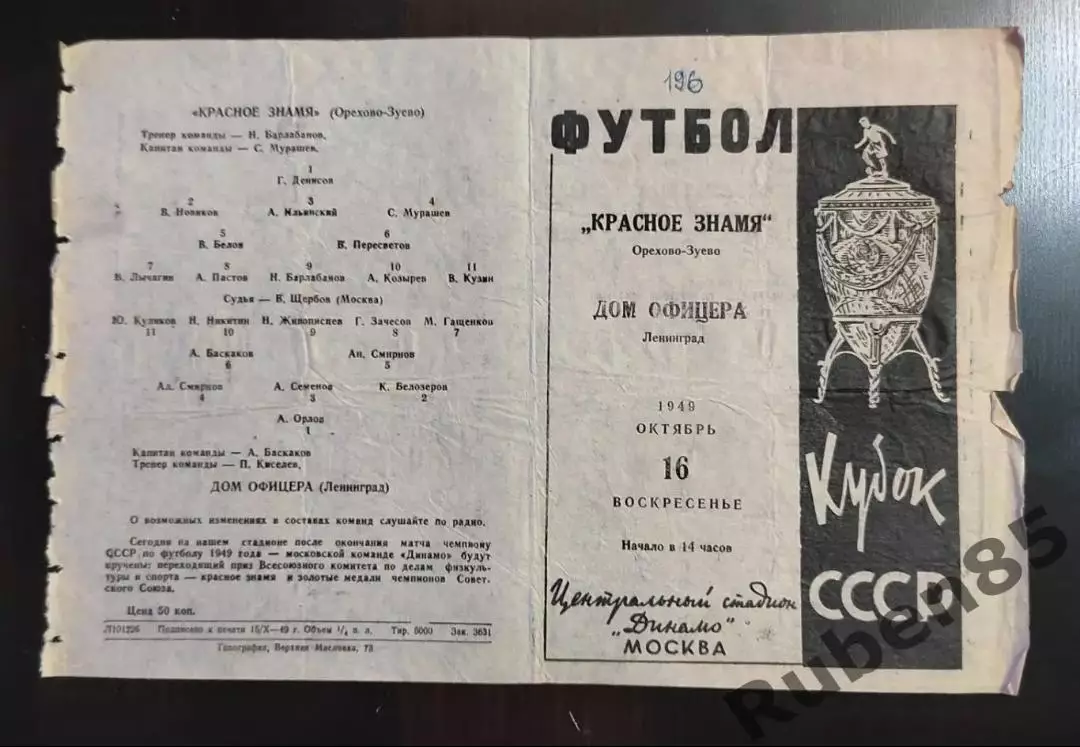 «КРАСНОЕ ЗНАМЯ» (Орехово-Зуево)
Тренер команды — Н. Барлабанов,
Капитан команды — С. Мурашев,
1
Г. Денисов
2 3 4
В. Новиков А. Ильинский С. Мурашев
5 6
В. Белов В. Пересветов
7 8 9 10 11
В. Лычагин А. Пастов Н. Барлабанов А. Козырев В. Кузин
Судья — В. Щербов (Москва)
Ю. Куликов Н. Никитин Н. Живописцев Г. Зачесов М. Гащенков
11 10 9 8 7
А. Баскаков Ан. Смирнов
6 5
Ал. Смирнов А. Семенов К. Белозеров
4 3 2
А. Орлов
1
Капитан команды — А. Баскаков
Тренер команды — П. Киселев,
ДОМ ОФИЦЕРА (Ленинград)
О возможных изменениях в составах команд слушайте по радио.
Сегодня на нашем стадионе после окончания матча чемпиону
СССР по футболу 1949 года — московской команде «Динамо» будут
вручены: переходящий приз Всесоюзного комитета по делам физкуль-
туры и спорта — красное знамя и золотые медали чемпионов Совет-
ского Союза.
Цена 50 коп.
Л101226 Подписано к печати 15/X—49 г. Объем 1/4 п. л. Тир. 5000 Зак. 3631
Типография, Верхняя Масловка, 73
196
ФУТБОЛ
„КРАСНОЕ ЗНАМЯ“
Орехово-Зуево
ДОМ ОФИЦЕРА
Ленинград
1949
ОКТЯБРЬ
16
ВОСКРЕСЕНЬЕ
Начало в 14 часов
Центральный стадион
„Динамо“
МОСКВА
Кубок
СССР
Ruben85